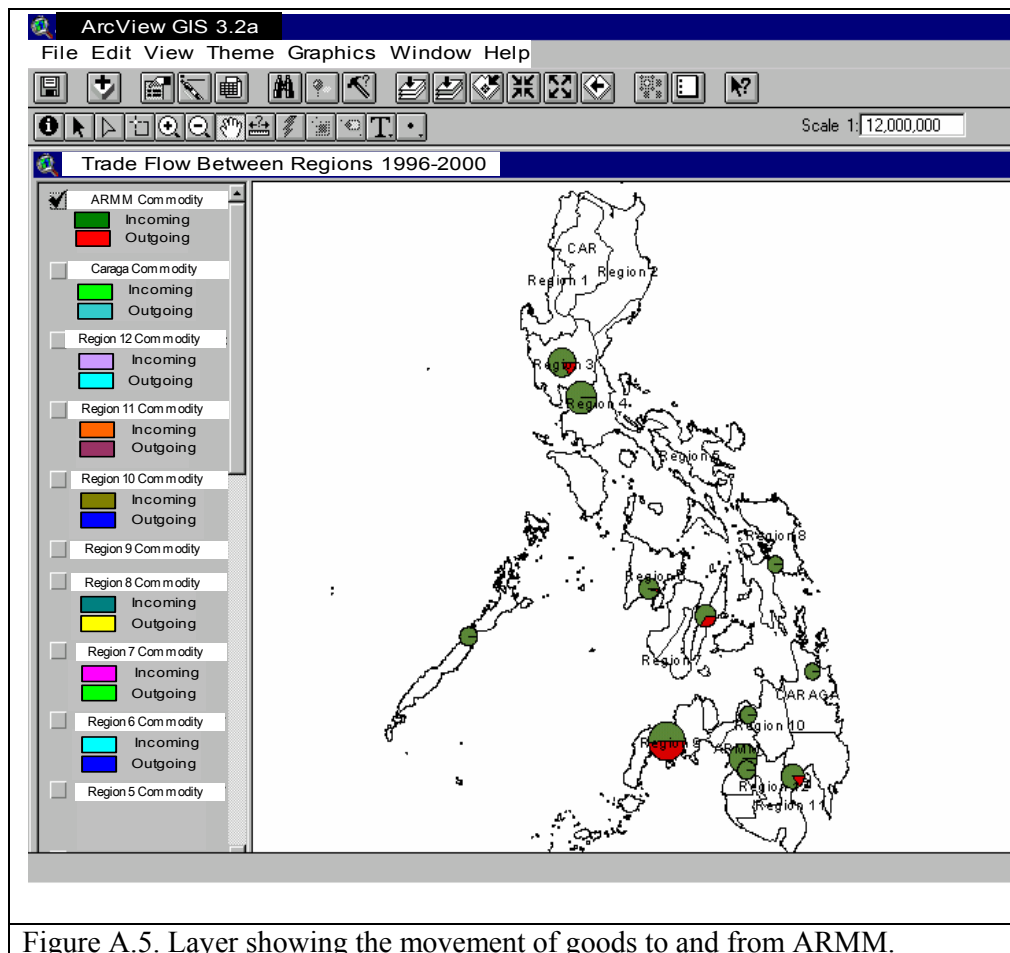 ArcView GIS 3.2a
File Edit View Theme Graphics Window Help
Scale 1: 12,000,000
Trade Flow Between Regions 1996-2000
ARMM Commodity
Incoming
Outgoing
Caraga Commodity
Incoming
Outgoing
Region 12 Commodity
Incoming
Outgoing
Region 11 Commodity
Incoming
Outgoing
Region 10 Commodity
Incoming
Outgoing
Region 9 Commodity
Region 8 Commodity
Incoming
Outgoing
Region 7 Commodity
Incoming
Outgoing
Region 6 Commodity
Incoming
Outgoing
Region 5 Commodity
CAR
Region 1
Region 2
Region 3
Region 4
Region 5
Region 8
Region 6
Region 7
CARAGA
Region 10
Region 9
ARMM
Region 12
Region 11
Figure A.5. Layer showing the movement of goods to and from ARMM.